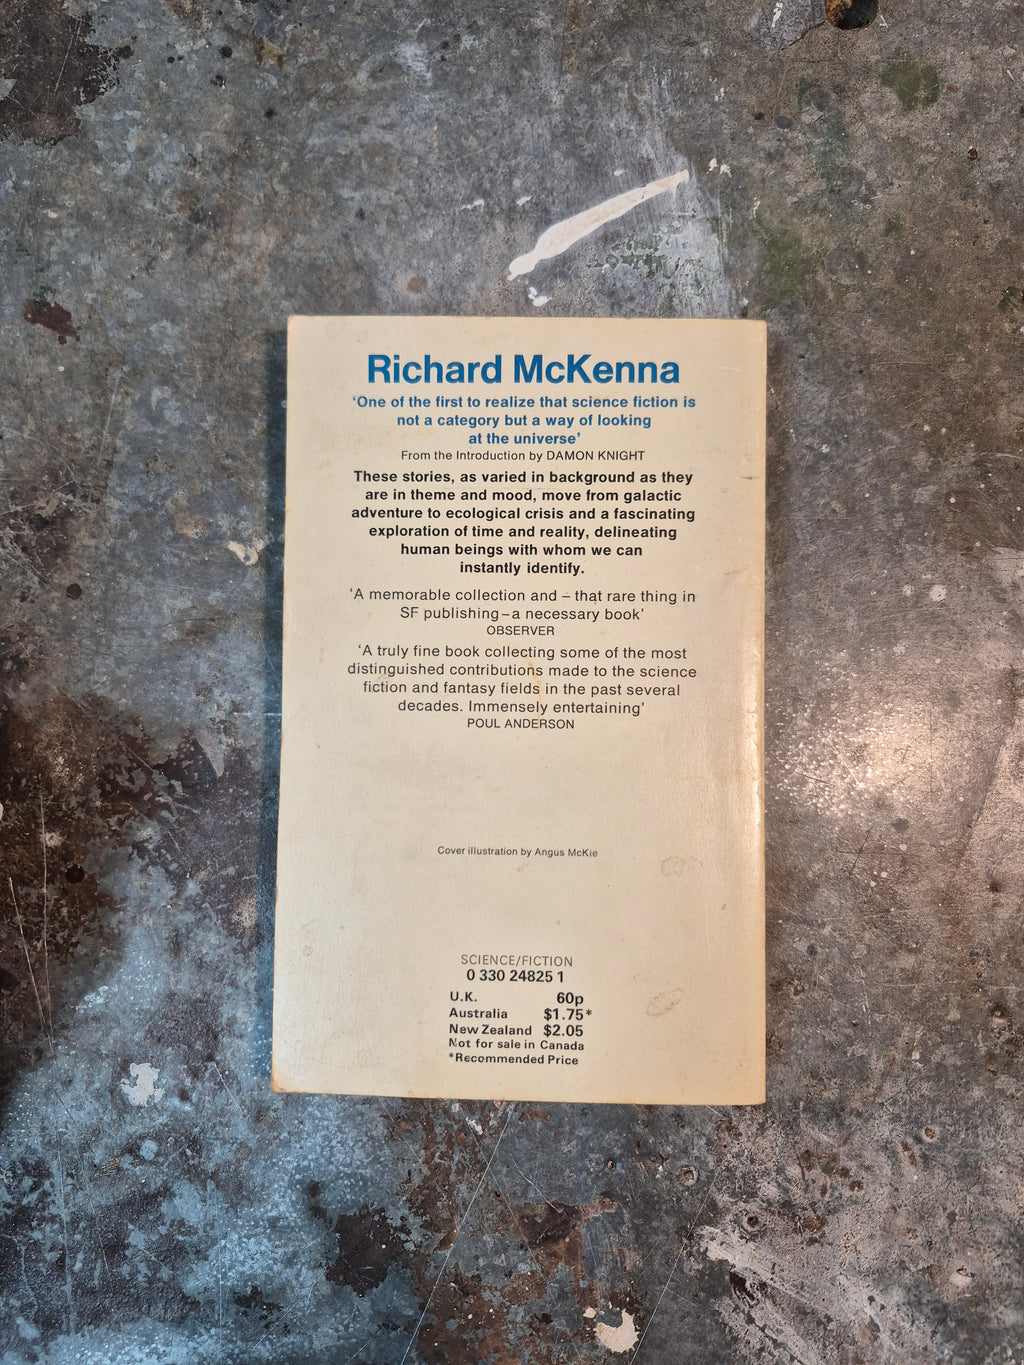 Richard McKenna
‘One of the first to realize that science fiction is
not a category but a way of looking
at the universe’
From the Introduction by DAMON KNIGHT
These stories, as varied in background as they
are in theme and mood, move from galactic
adventure to ecological crisis and a fascinating
exploration of time and reality, delineating
human beings with whom we can
instantly identify.
‘A memorable collection and – that rare thing in
SF publishing – a necessary book’
OBSERVER
‘A truly fine book collecting some of the most
distinguished contributions made to the science
fiction and fantasy fields in the past several
decades. Immensely entertaining’
POUL ANDERSON
Cover illustration by Angus McKie
SCIENCE/FICTION
0 330 24825 1
U.K. 60p
Australia $1.75*
New Zealand $2.05
Not for sale in Canada
*Recommended Price